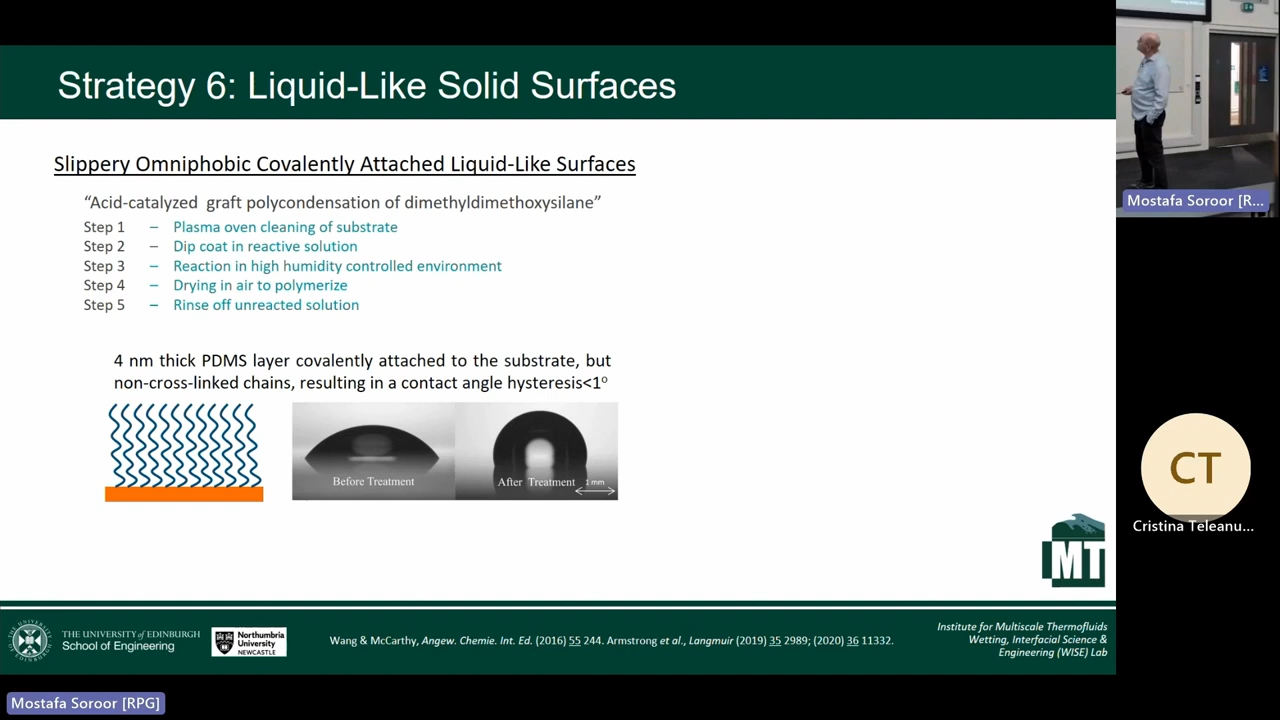 Strategy 6: Liquid-Like Solid Surfaces
Slippery Omniphobic Covalently Attached Liquid-Like Surfaces
“Acid-catalyzed graft polycondensation of dimethyldimethoxysilane”
Step 1 – Plasma oven cleaning of substrate
Step 2 – Dip coat in reactive solution
Step 3 – Reaction in high humidity controlled environment
Step 4 – Drying in air to polymerize
Step 5 – Rinse off unreacted solution
4 nm thick PDMS layer covalently attached to the substrate, but
non-cross-linked chains, resulting in a contact angle hysteresis<1º
Before Treatment
After Treatment
1 mm
MT
THE UNIVERSITY of EDINBURGH
School of Engineering
Northumbria
University
NEWCASTLE
Wang & McCarthy, Angew. Chemie. Int. Ed. (2016) 55 244. Armstrong et al., Langmuir (2019) 35 2989; (2020) 36 11332.
Institute for Multiscale Thermofluids
Wetting, Interfacial Science &
Engineering (WISE) Lab
Mostafa Soroor [R...
CT
Cristina Teleanu...
Mostafa Soroor [RPG]